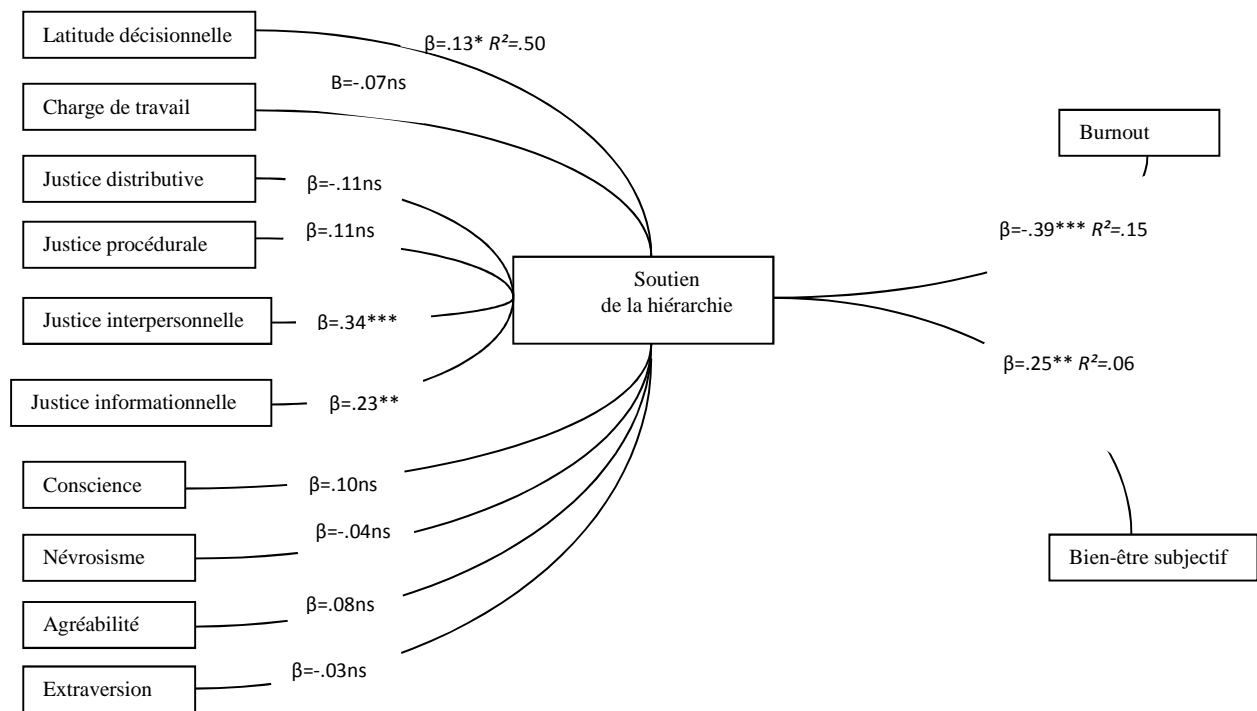 Latitude décisionnelle
β=.13* R²=.50
B=-.07ns
Charge de travail
Burnout
Justice distributive
β=-.11ns
Justice procédurale
β=.11ns
β=-.39*** R²=.15
Soutien
de la hiérarchie
Justice interpersonnelle
β=.34***
β=.25** R²=.06
Justice informationnelle
β=.23**
Conscience
β=.10ns
β=-.04ns
Névrosisme
Bien-être subjectif
β=.08ns
Agréabilité
β=-.03ns
Extraversion